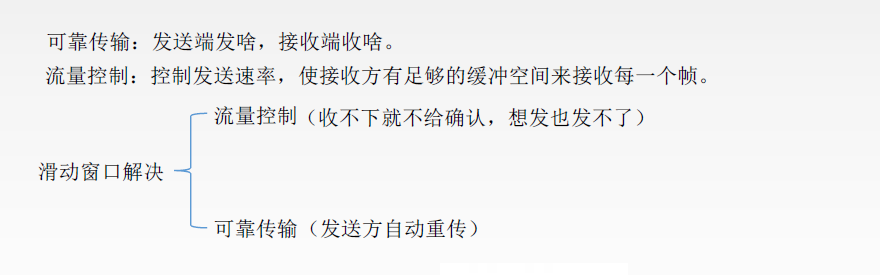 可靠传输：发送端发啥，接收端收啥。
流量控制：控制发送速率，使接收方有足够的缓冲空间来接收每一个帧。
流量控制（收不下就不给确认，想发也发不了）
滑动窗口解决
可靠传输（发送方自动重传）